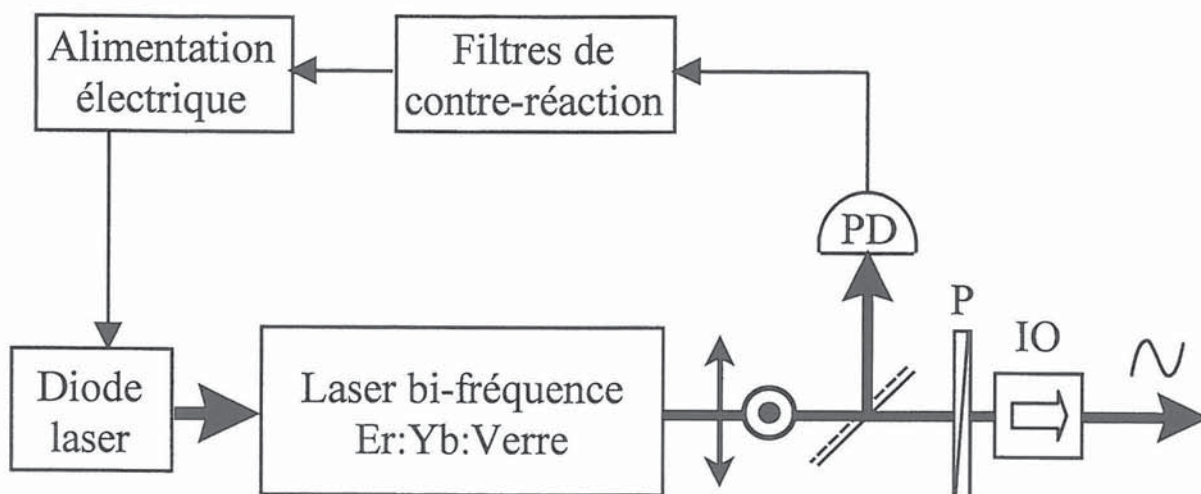 Alimentation
électrique
Filtres de
contre-réaction
PD
P
IO
Diode
laser
Laser bi-fréquence
Er:Yb:Verre